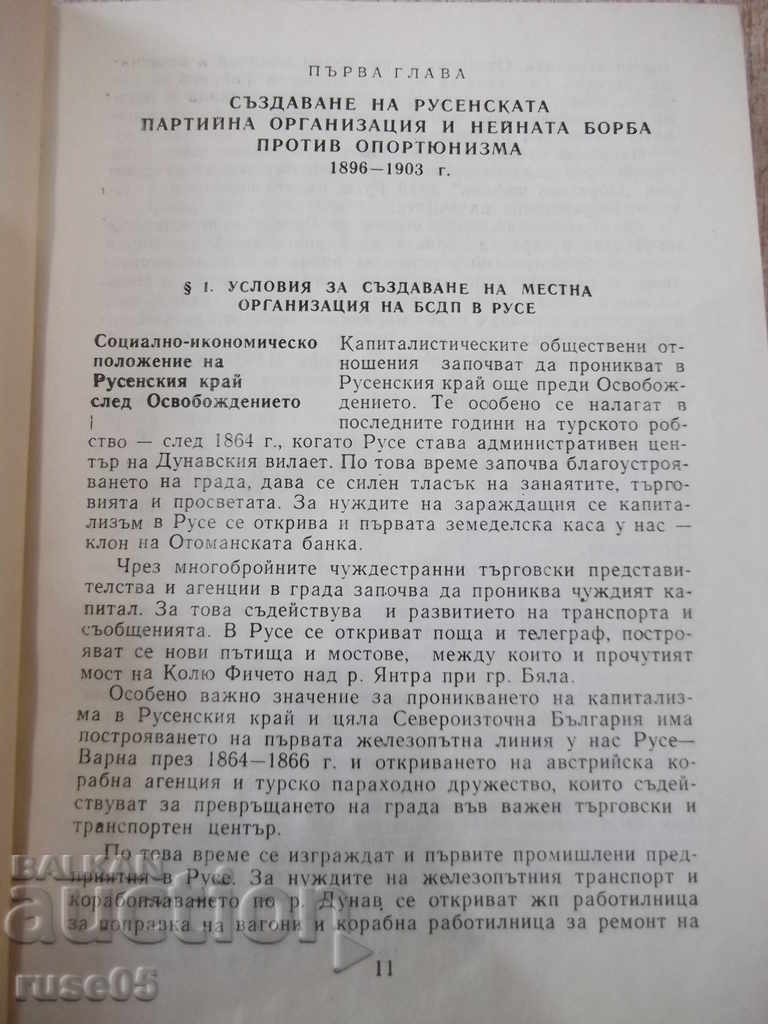 ПЪРВА ГЛАВА
СЪЗДАВАНЕ НА РУСЕНСКАТА
ПАРТИЙНА ОРГАНИЗАЦИЯ И НЕЙНАТА БОРБА
ПРОТИВ ОПОРТЮНИЗМА
1896—1903 г.
§ 1. УСЛОВИЯ ЗА СЪЗДАВАНЕ НА МЕСТНА
ОРГАНИЗАЦИЯ НА БСДП В РУСЕ
Социално-икономическо
положение на
Русенския край
след Освобождението
Капиталистическите обществени от-
ношения започват да проникват в
Русенския край още преди Освобож-
дението. Те особено се налагат в
последните години на турското роб-
ство — след 1864 г., когато Русе става административен цен-
тър на Дунавския вилает. По това време започва благоустроя-
ването на града, дава се силен тласък на занаятите, търго-
вията и просветата. За нуждите на зараждащия се капи-
тализъм в Русе се открива и първата земеделска каса у нас —
клон на Отоманската банка.
Чрез многобройните чуждестранни търговски представи-
телства и агенции в града започва да прониква чуждият ка-
питал. За това съдействува и развитието на транспорта и
съобщенията. В Русе се откриват поща и телеграф, построя-
ват се нови пътища и мостове, между които и прочутият
мост на Колю Фичето над р. Янтра при гр. Бяла.
Особено важно значение за проникването на капитализ-
ма в Русенския край и цяла Североизточна България има
построяването на първата железопътна линия у нас Русе—
Варна през 1864—1866 г. и откриването на австрийска ко-
рабна агенция и турско параходно дружество, които съдей-
ствуват за превръщането на града във важен търговски и
транспортен център.
По това време се изграждат и първите промишлени пред-
приятия в Русе. За нуждите на железопътния транспорт и
корабоплаването по р. Дунав се откриват жп работилница
за поправка на вагони и корабна работилница за ремонт на
11
BALKAN
auction
ruse05